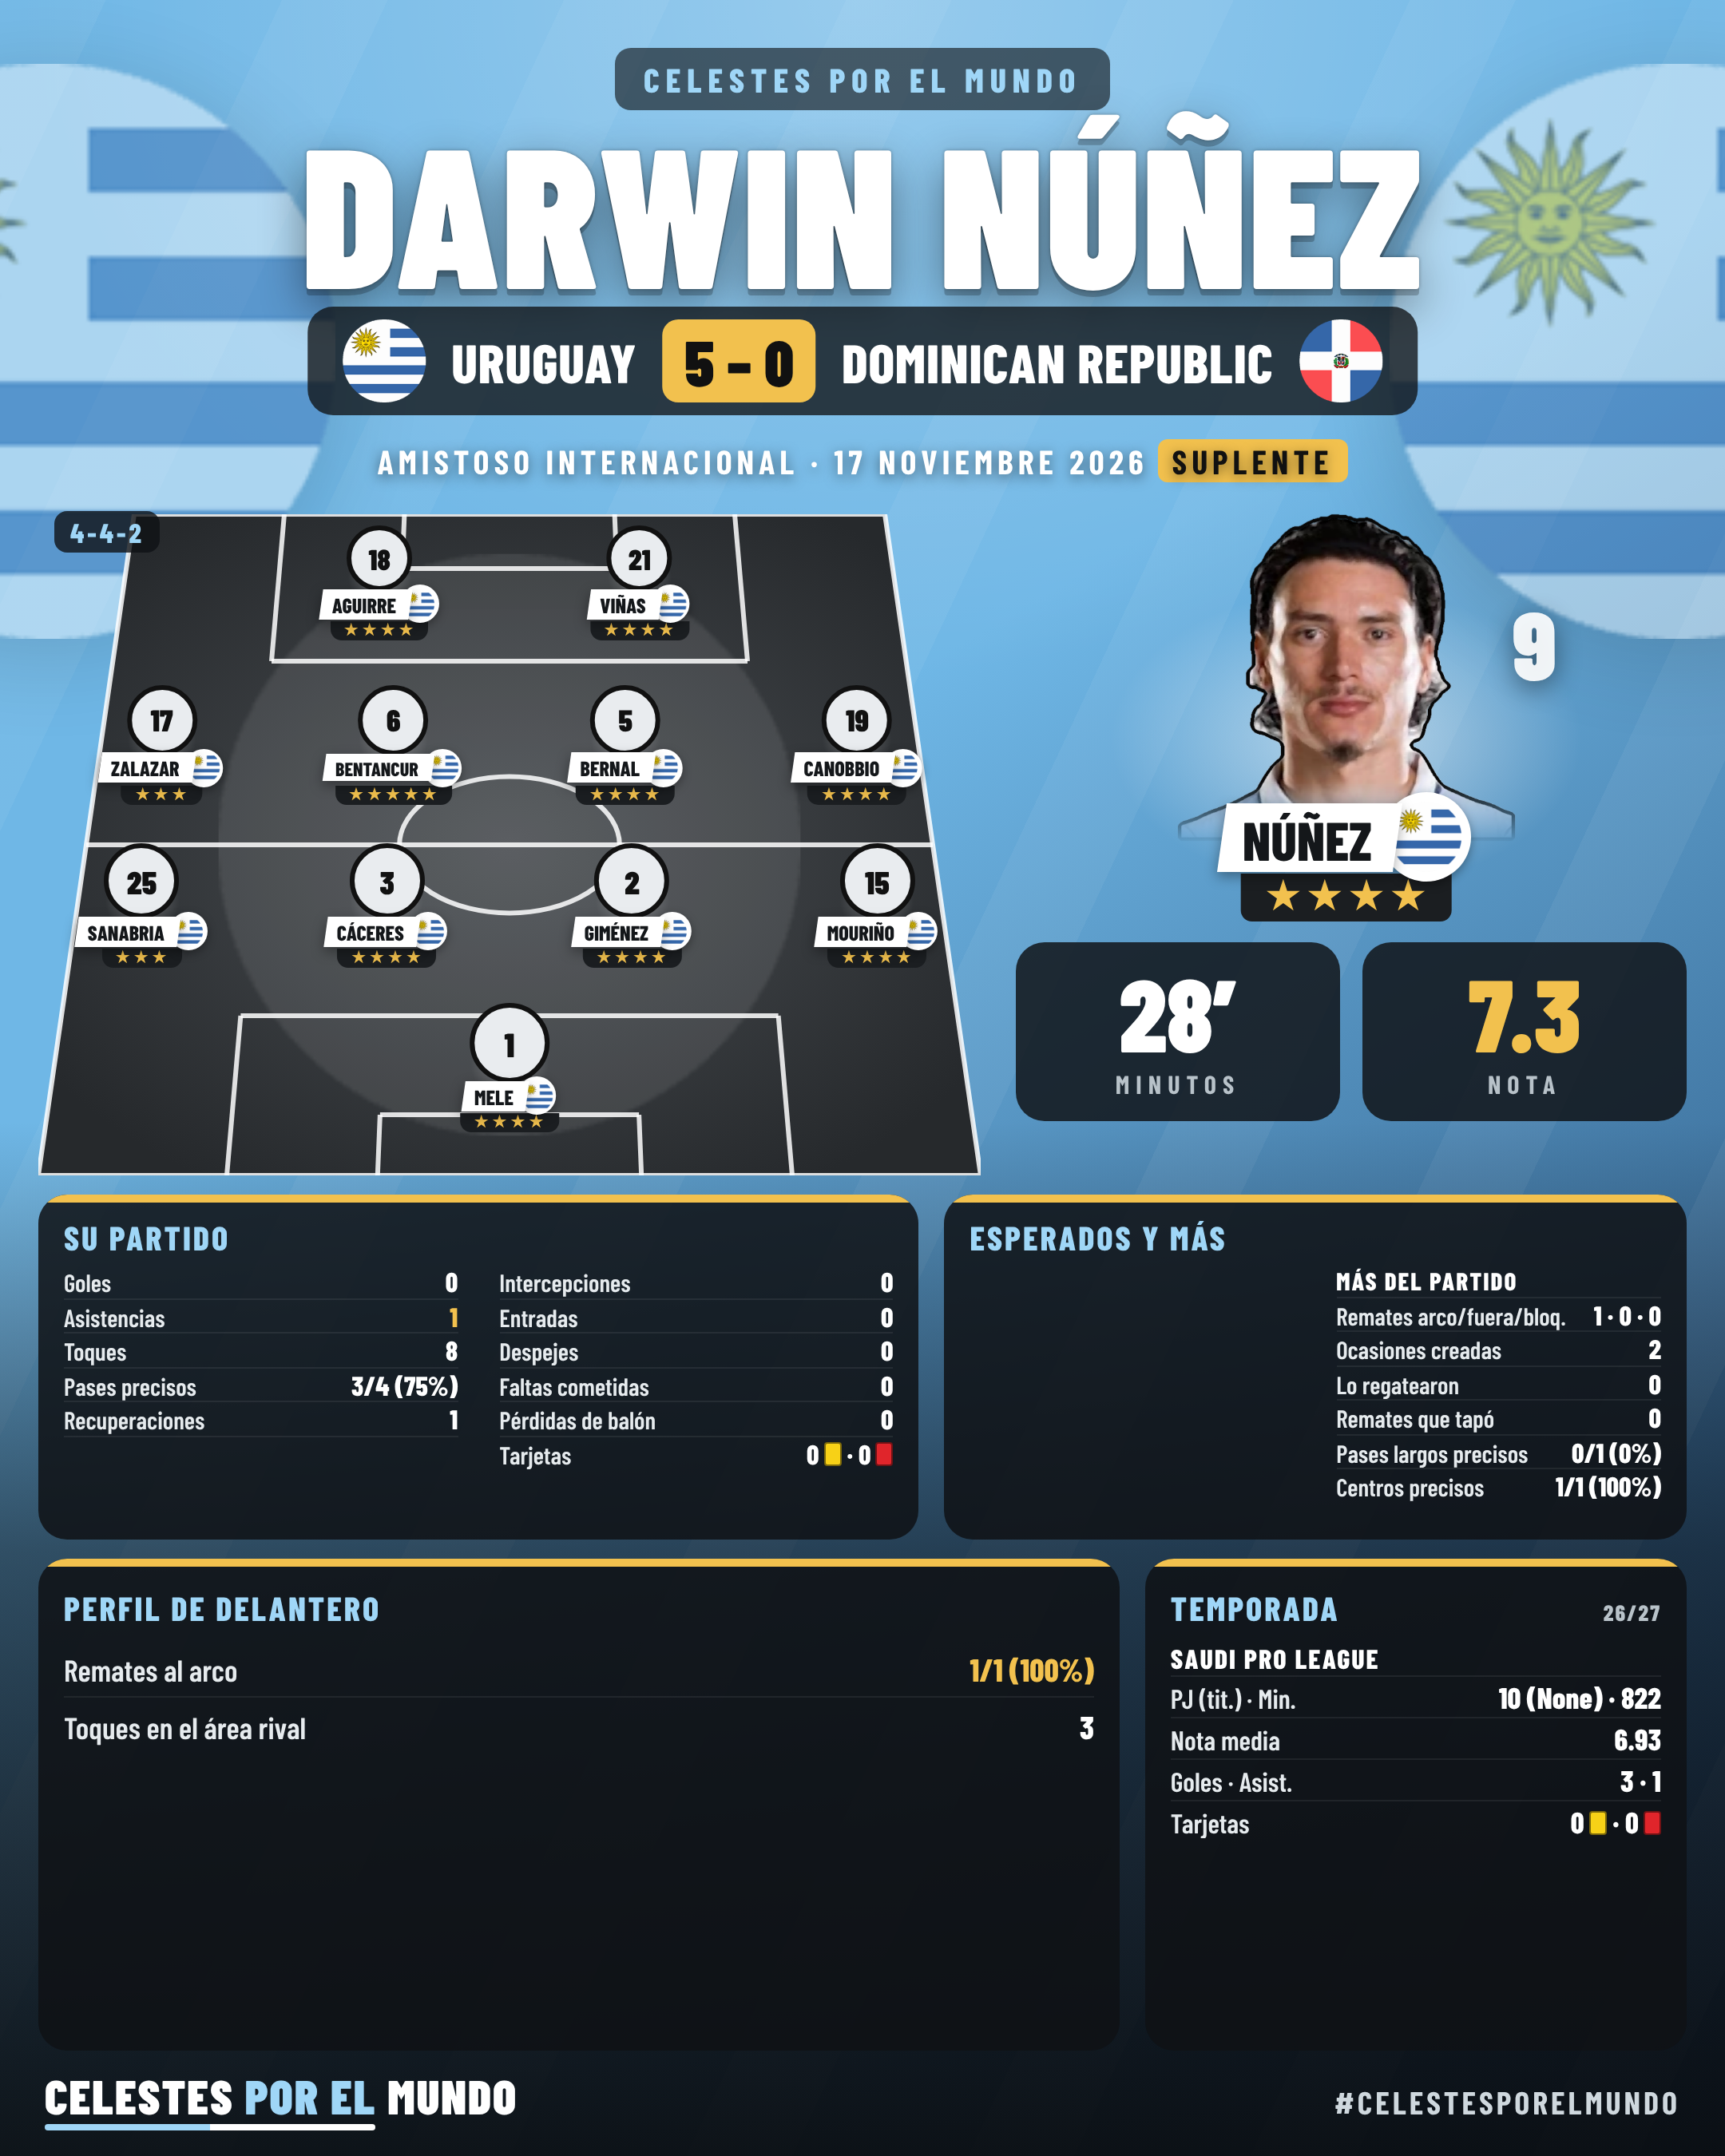 CELESTES POR EL MUNDO
DARWIN NÚÑEZ
URUGUAY 5 – 0 DOMINICAN REPUBLIC
AMISTOSO INTERNACIONAL · 17 NOVIEMBRE 2026 SUPLENTE
4-4-2
18 21
AGUIRRE VIÑAS
★★★★ ★★★★
17 6 5 19
ZALAZAR BENTANCUR BERNAL CANOBBIO
★★★ ★★★★★ ★★★★ ★★★★
25 3 2 15
SANABRIA CÁCERES GIMÉNEZ MOURIÑO
★★★ ★★★★ ★★★★ ★★★★
1
MELE
★★★★
9
NÚÑEZ
★★★★
28′ 7.3
MINUTOS NOTA
SU PARTIDO
Goles 0
Asistencias 1
Toques 8
Pases precisos 3/4 (75%)
Recuperaciones 1
Intercepciones 0
Entradas 0
Despejes 0
Faltas cometidas 0
Pérdidas de balón 0
Tarjetas 0 · 0
ESPERADOS Y MÁS
MÁS DEL PARTIDO
Remates arco/fuera/bloq. 1 · 0 · 0
Ocasiones creadas 2
Lo regatearon 0
Remates que tapó 0
Pases largos precisos 0/1 (0%)
Centros precisos 1/1 (100%)
PERFIL DE DELANTERO
Remates al arco 1/1 (100%)
Toques en el área rival 3
TEMPORADA 26/27
SAUDI PRO LEAGUE
PJ (tit.) · Min. 10 (None) · 822
Nota media 6.93
Goles · Asist. 3 · 1
Tarjetas 0 · 0
CELESTES POR EL MUNDO
#CELESTESPORELMUNDO